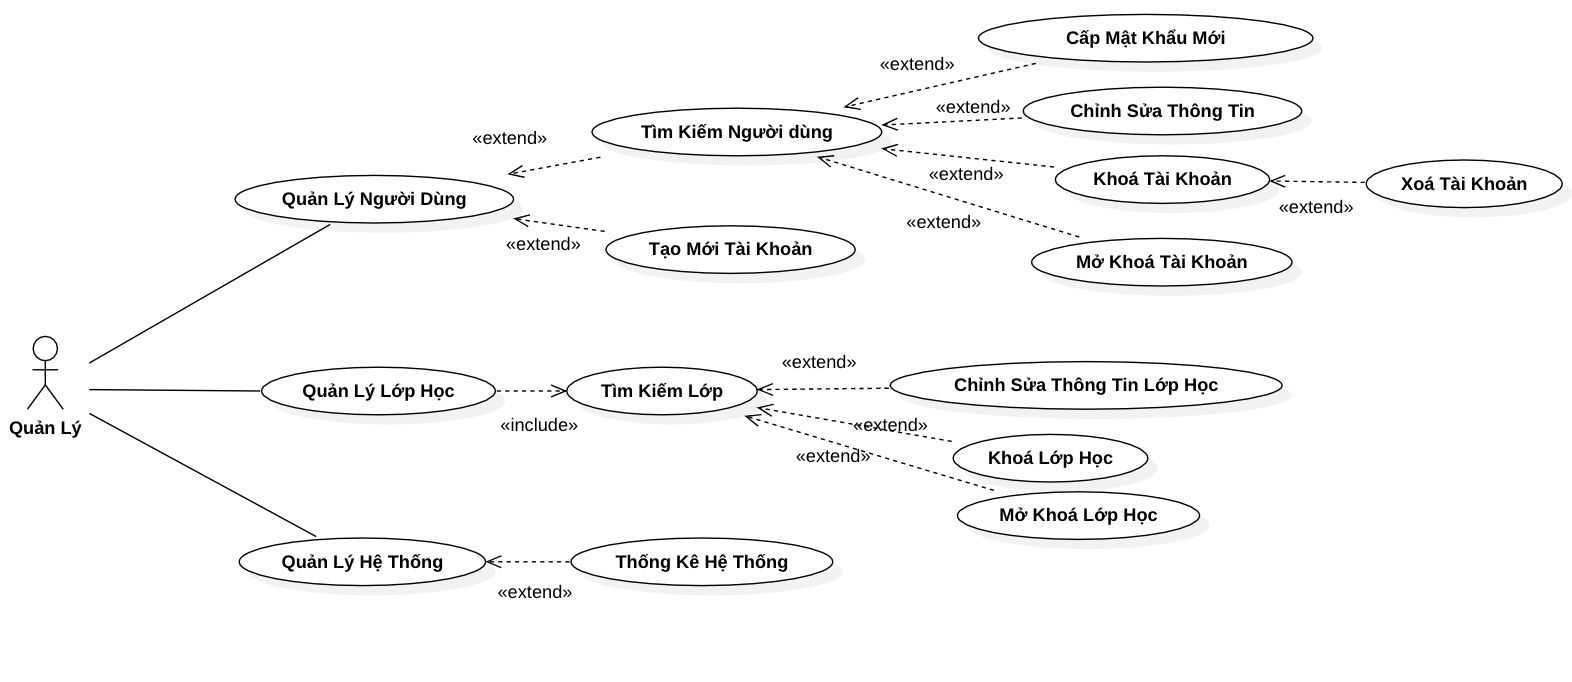 Cấp Mật Khẩu Mới
«extend»
Chỉnh Sửa Thông Tin
«extend»
Tìm Kiếm Người dùng
«extend»
Khoá Tài Khoản
«extend»
Xoá Tài Khoản
«extend»
Quản Lý Người Dùng
«extend»
Mở Khoá Tài Khoản
«extend»
Tạo Mới Tài Khoản
Quản Lý
Quản Lý Lớp Học
«include»
Tìm Kiếm Lớp
«extend»
Chỉnh Sửa Thông Tin Lớp Học
«extend»
Khoá Lớp Học
«extend»
Mở Khoá Lớp Học
Quản Lý Hệ Thống
«extend»
Thống Kê Hệ Thống
«extend»